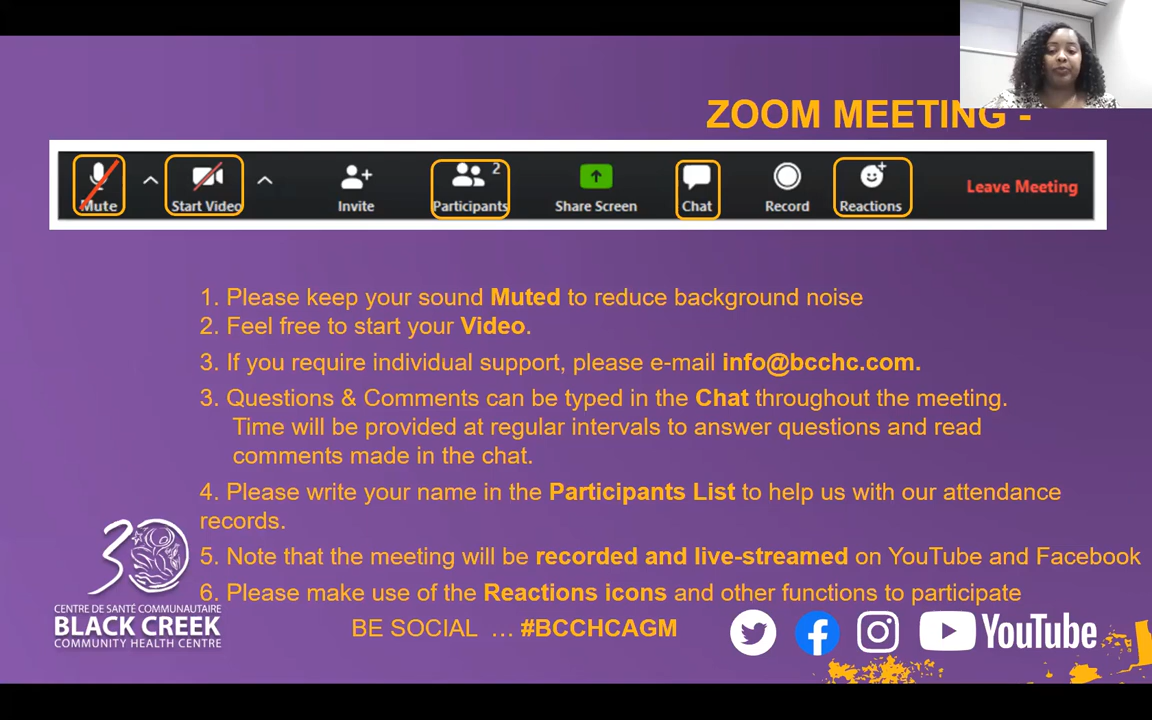 ZOOM MEETING -
Mute
Start Video
Invite
Participants
2
Share Screen
Chat
Record
Reactions
Leave Meeting
1. Please keep your sound Muted to reduce background noise
2. Feel free to start your Video.
3. If you require individual support, please e-mail info@bcchc.com.
3. Questions & Comments can be typed in the Chat throughout the meeting.
Time will be provided at regular intervals to answer questions and read
comments made in the chat.
4. Please write your name in the Participants List to help us with our attendance
records.
5. Note that the meeting will be recorded and live-streamed on YouTube and Facebook
6. Please make use of the Reactions icons and other functions to participate
BE SOCIAL … #BCCHCAGM
30
CENTRE DE SANTÉ COMMUNAUTAIRE
BLACK CREEK
COMMUNITY HEALTH CENTRE
YouTube